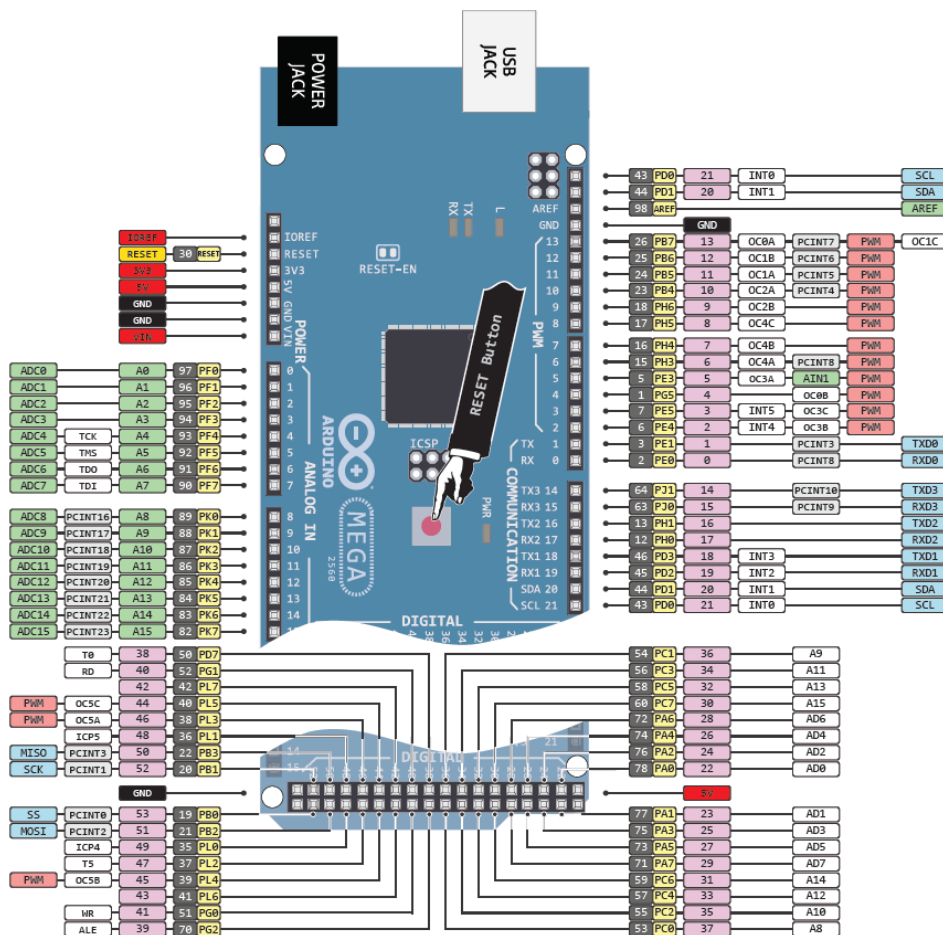 POWER JACK
USB JACK
43 PD0 21 INT0 SCL
44 PD1 20 INT1 SDA
98 AREF AREF
GND
26 PB7 13 OC0A PCINT7 PWM OC1C
25 PB6 12 OC1B PCINT6 PWM
24 PB5 11 OC1A PCINT5 PWM
23 PB4 10 OC2A PCINT4 PWM
18 PH6 9 OC2B PWM
17 PH5 8 OC4C PWM
16 PH4 7 OC4B PWM
15 PH3 6 OC4A PCINT8 PWM
5 PE3 5 OC3A AIN1 PWM
1 PG5 4 OC0B PWM
7 PE5 3 INT5 OC3C PWM
6 PE4 2 INT4 OC3B PWM
3 PE1 1 PCINT3 TXD0
2 PE0 0 PCINT8 RXD0
64 PJ1 14 PCINT10 TXD3
63 PJ0 15 PCINT9 RXD3
13 PH1 16 TXD2
12 PH0 17 RXD2
46 PD3 18 INT3 TXD1
45 PD2 19 INT2 RXD1
44 PD1 20 INT1 SDA
43 PD0 21 INT0 SCL
IOREF
RESET 30 RESET
3V3
5V
GND
GND
VIN
ADC0 A0 97 PF0
ADC1 A1 96 PF1
ADC2 A2 95 PF2
ADC3 A3 94 PF3
ADC4 TCK A4 93 PF4
ADC5 TMS A5 92 PF5
ADC6 TDO A6 91 PF6
ADC7 TDI A7 90 PF7
ADC8 PCINT16 A8 89 PK0
ADC9 PCINT17 A9 88 PK1
ADC10 PCINT18 A10 87 PK2
ADC11 PCINT19 A11 86 PK3
ADC12 PCINT20 A12 85 PK4
ADC13 PCINT21 A13 84 PK5
ADC14 PCINT22 A14 83 PK6
ADC15 PCINT23 A15 82 PK7
RX
TX
L
AREF
GND
13
12
11
10
9
8
7
6
5
4
3
2
TX 1
RX 0
TX3 14
RX3 15
TX2 16
RX2 17
TX1 18
RX1 19
SDA 20
SCL 21
PWM
COMMUNICATION
IOREF
RESET
3V3
5V
GND
GND
VIN
POWER
RESET-EN
0
1
2
3
4
5
6
7
8
9
10
11
12
13
14
ANALOG IN
ARDUINO
MEGA
2560
ICSP
PWR
RESET Button
DIGITAL
T0 38 50 PD7
RD 40 52 PG1
42 42 PL7
PWM OC5C 44 40 PL5
PWM OC5A 46 38 PL3
ICP5 48 36 PL1
MISO PCINT3 50 22 PB3
SCK PCINT1 52 20 PB1
GND
SS PCINT0 53 19 PB0
MOSI PCINT2 51 21 PB2
ICP4 49 35 PL0
T5 47 37 PL2
PWM OC5B 45 39 PL4
43 41 PL6
WR 41 51 PG0
ALE 39 70 PG2
54 PC1 36 A9
56 PC3 34 A11
58 PC5 32 A13
60 PC7 30 A15
72 PA6 28 AD6
74 PA4 26 AD4
76 PA2 24 AD2
78 PA0 22 AD0
5V
77 PA1 23 AD1
75 PA3 25 AD3
73 PA5 27 AD5
71 PA7 29 AD7
59 PC6 31 A14
57 PC4 33 A12
55 PC2 35 A10
53 PC0 37 A8
DIGITAL